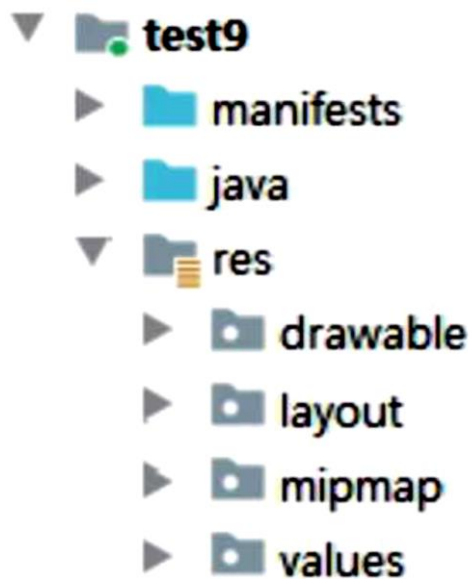 test9
manifests
java
res
drawable
layout
mipmap
values